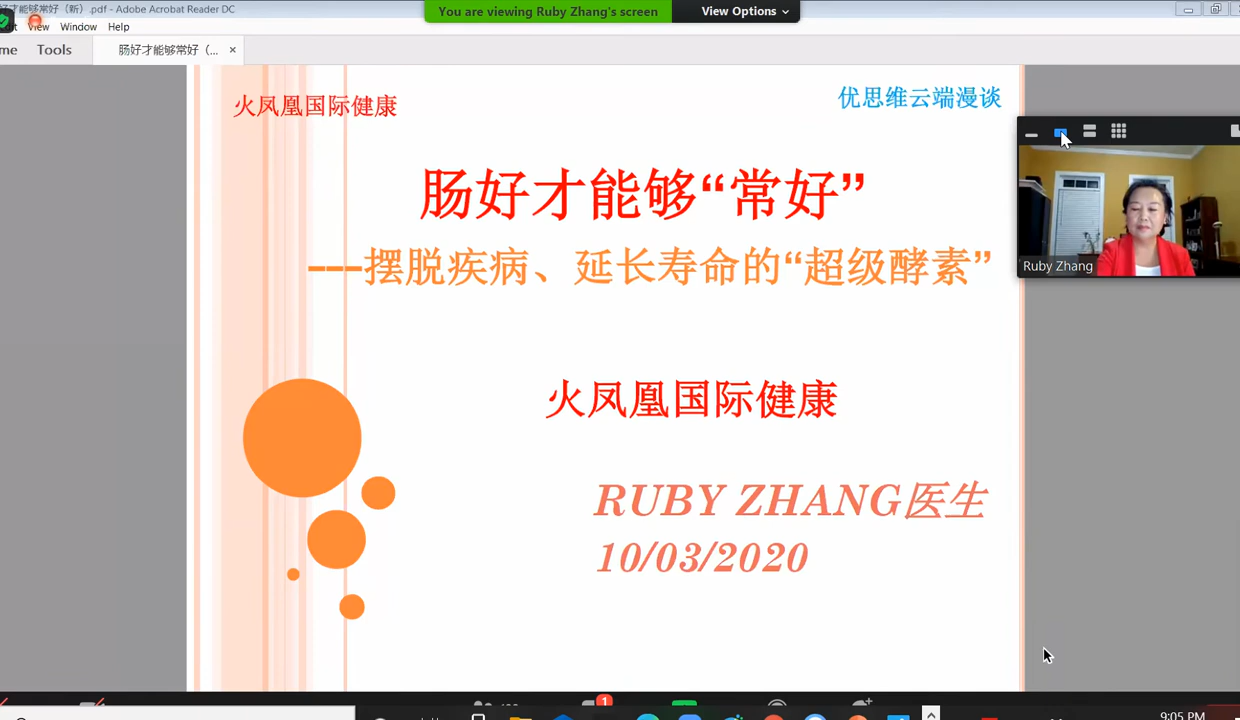 好才能够常好（新）.pdf - Adobe Acrobat Reader DC
You are viewing Ruby Zhang's screen
View Options
View Window Help
me Tools 肠好才能够常好（... ×
火凤凰国际健康
优思维云端漫谈
肠好才能够“常好”
---摆脱疾病、延长寿命的“超级酵素”
Ruby Zhang
火凤凰国际健康
RUBY ZHANG医生
10/03/2020
1
9:05 PM